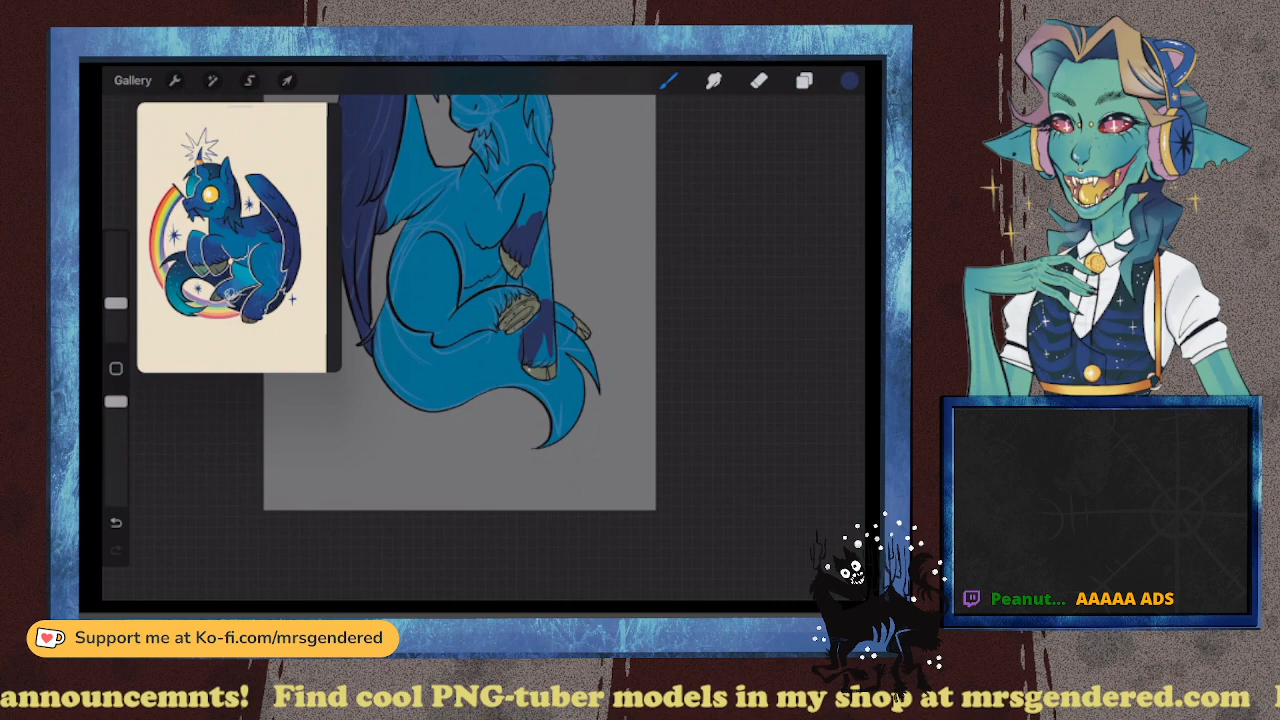 Gallery
Peanut... AAAAA ADS
Support me at Ko-fi.com/mrsgendered
announcemnts! Find cool PNG-tuber models in my shop at mrsgendered.com